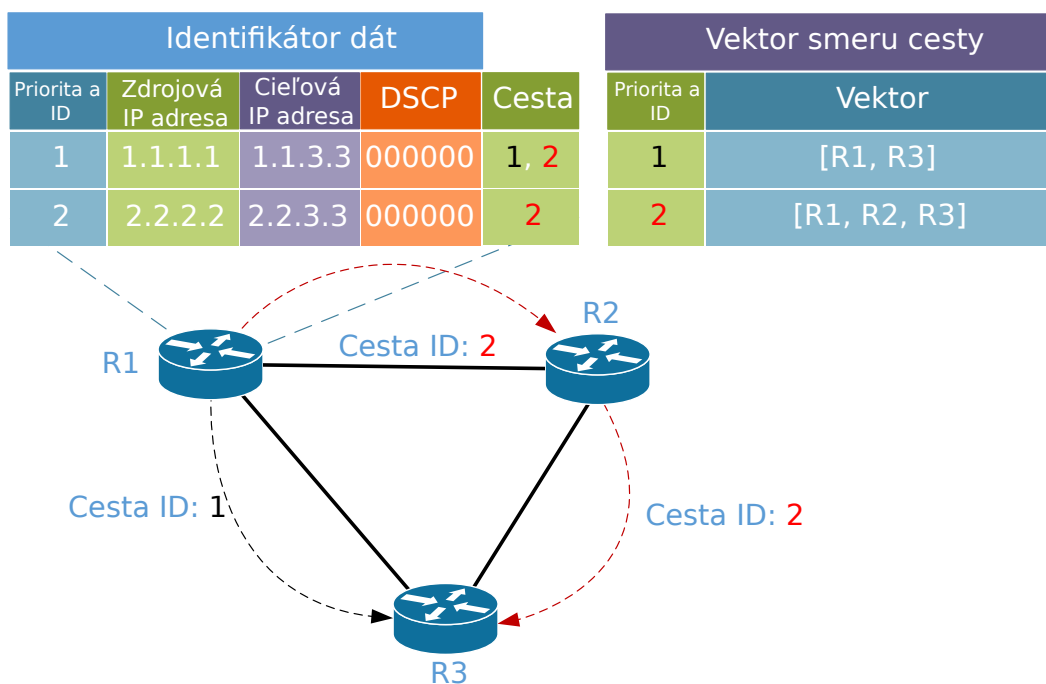 Identifikátor dát
Vektor smeru cesty
Priorita a ID
Zdrojová IP adresa
Cieľová IP adresa
DSCP
Cesta
Priorita a ID
Vektor
1 1.1.1.1 1.1.3.3 000000 1, 2
1 [R1, R3]
2 2.2.2.2 2.2.3.3 000000 2
2 [R1, R2, R3]
R2
Cesta ID: 2
R1
Cesta ID: 1
Cesta ID: 2
R3